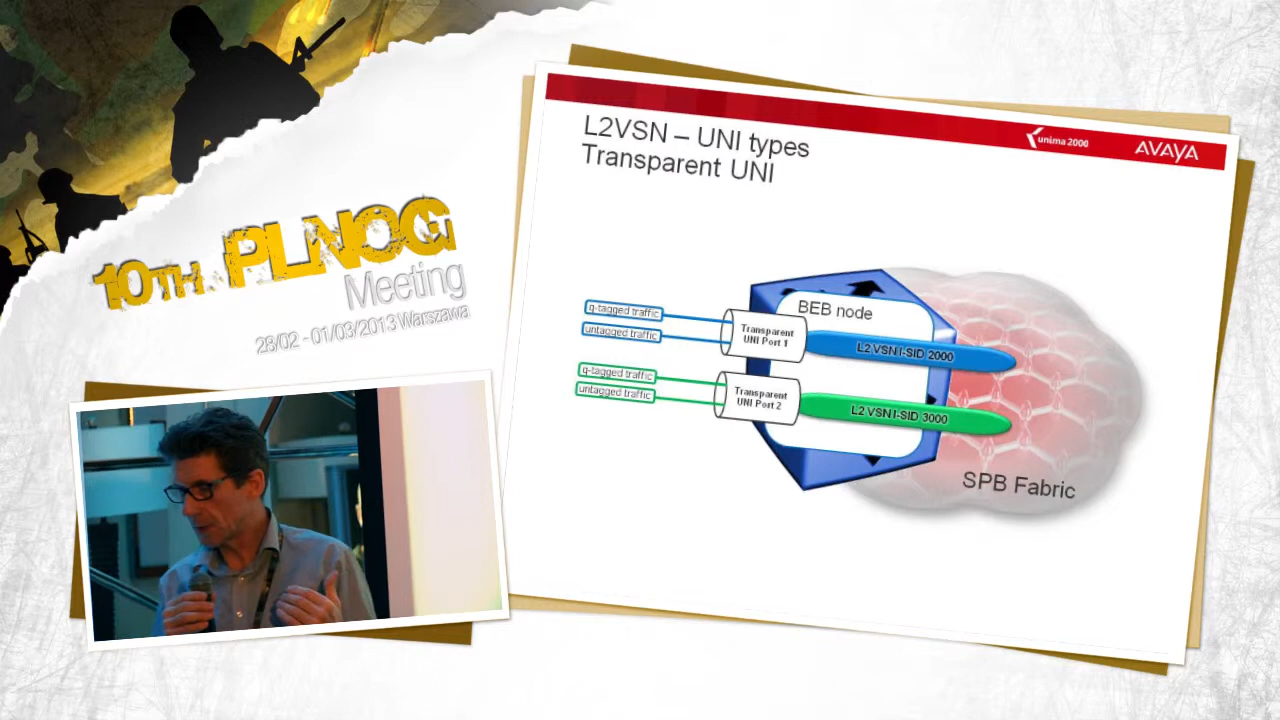 10TH PLNOG
Meeting
28/02 - 01/03/2013 Warszawa
unima 2000
AVAYA
L2VSN – UNI types
Transparent UNI
q-tagged traffic
untagged traffic
Transparent
UNI Port 1
BEB node
L2 VSN I-SID 2000
q-tagged traffic
untagged traffic
Transparent
UNI Port 2
L2 VSN I-SID 3000
SPB Fabric